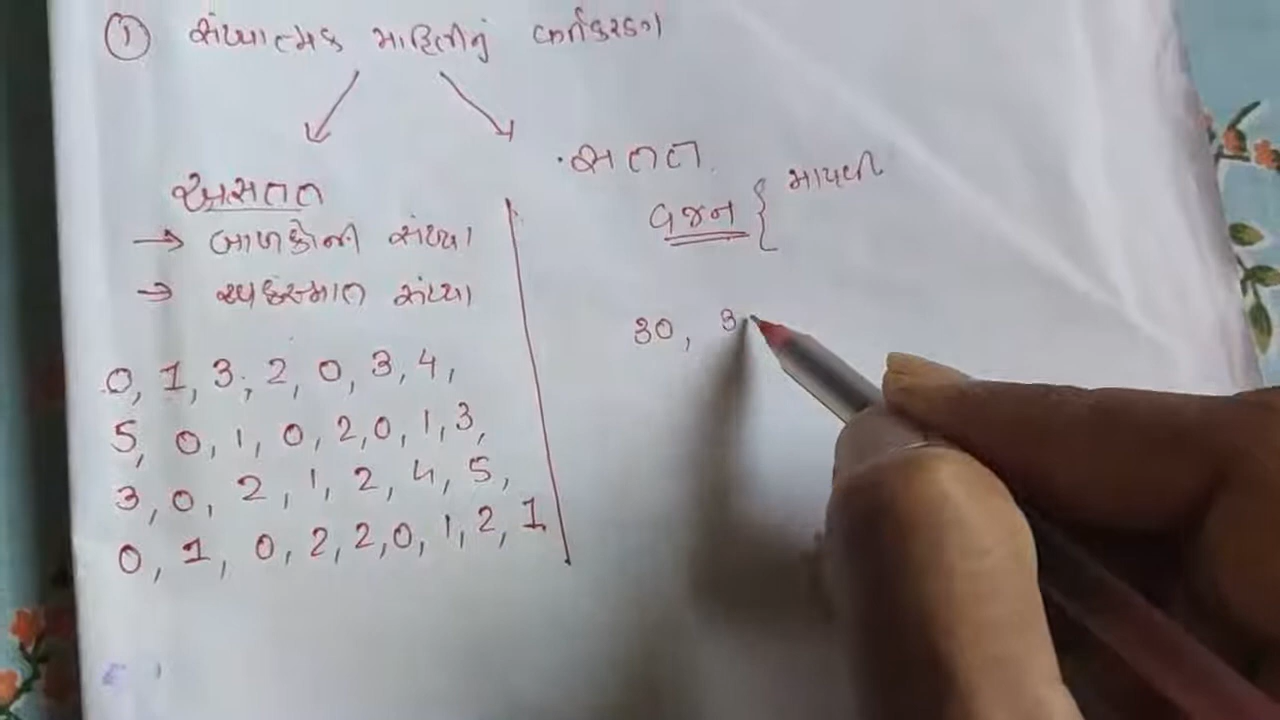 ① સંખ્યાત્મક માહિતીનું વર્ગીકરણ
અસતત
→ બાળકોની સંખ્યા
→ અકસ્માત સંખ્યા
0, 1, 3, 2, 0, 3, 4,
5, 0, 1, 0, 2, 0, 1, 3,
3, 0, 2, 1, 2, 4, 5,
0, 1, 0, 2, 2, 0, 1, 2, 1
· સતત
વજન { માપણી
30, 3